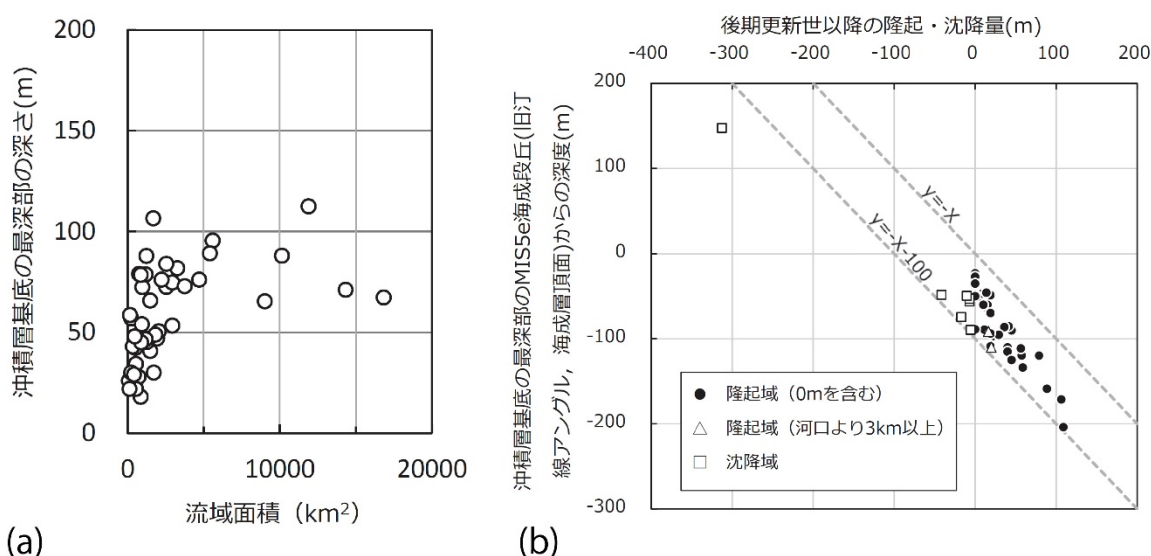 沖積層基底の最深部の深さ(m)
200
150
100
50
0
0
10000
20000
流域面積（km²）
(a)
後期更新世以降の隆起・沈降量(m)
-400
-300
-200
-100
0
100
200
沖積層基底の最深部のMIS5e海成段丘(旧汀
線アングル，海成層頂面)からの深度(m)
200
100
0
-100
-200
-300
y=-X
y=-X-100
隆起域（0mを含む）
隆起域（河口より3km以上）
沈降域
(b)